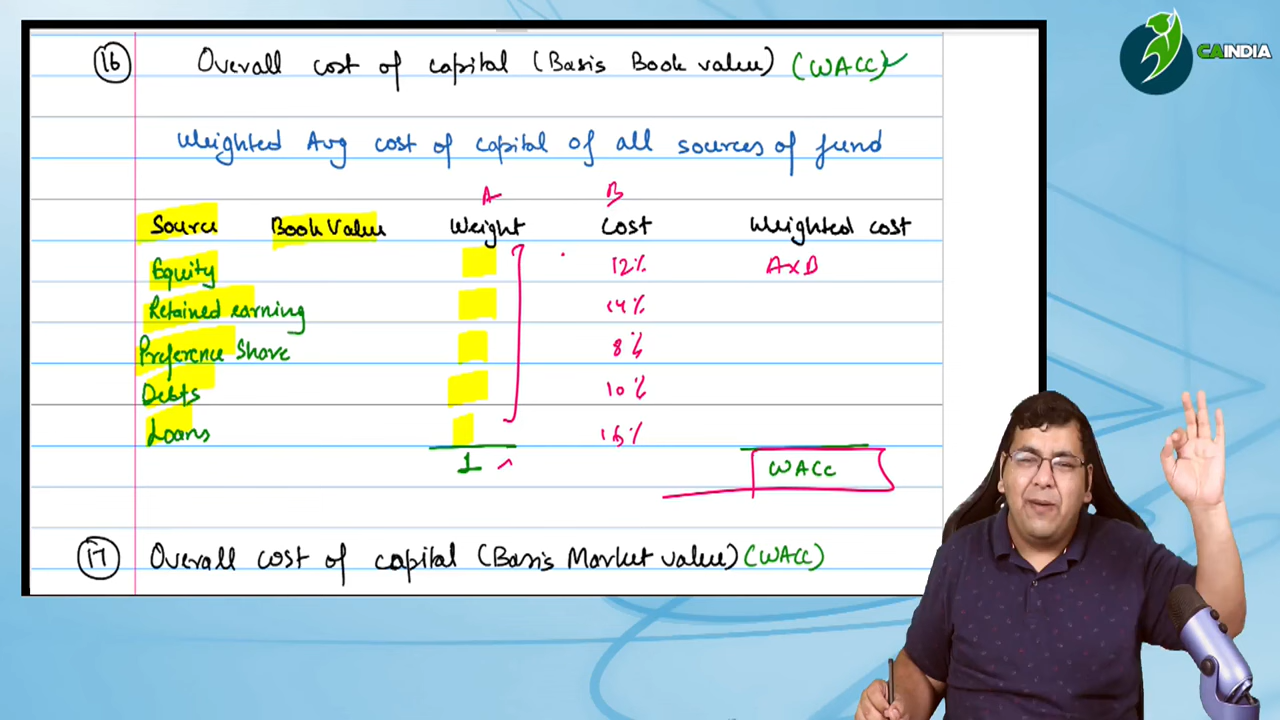 CAINDIA
16 Overall cost of capital (Basis Book value) (WACC)
Weighted Avg cost of capital of all sources of fund
A B
Source Book Value Weight Cost Weighted cost
Equity 12% A×B
Retained earning 14%
Preference Share 8%
Debts 10%
Loans 16%
1 WACC
17 Overall cost of capital (Basis Market value) (WACC)